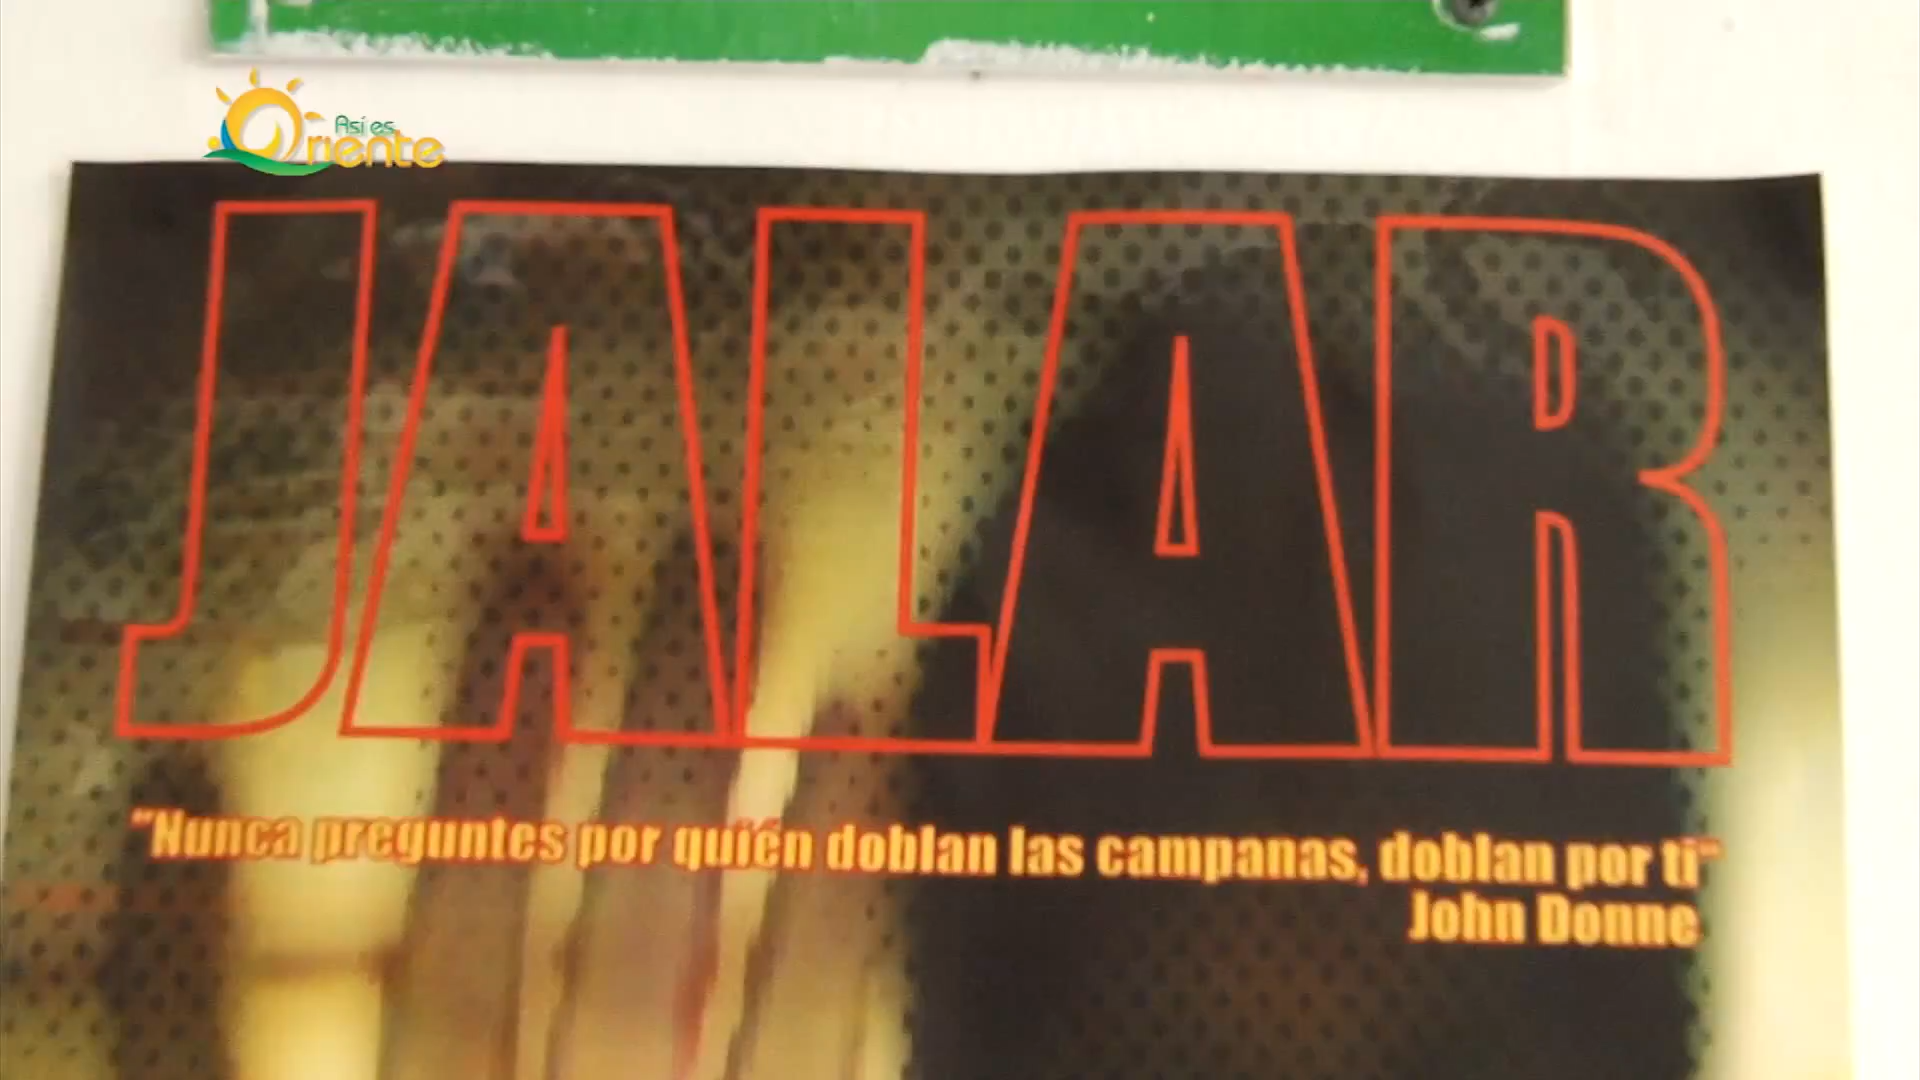 Así es
Oriente
JALAR
"Nunca preguntes por quién doblan las campanas, doblan por ti"
John Donne